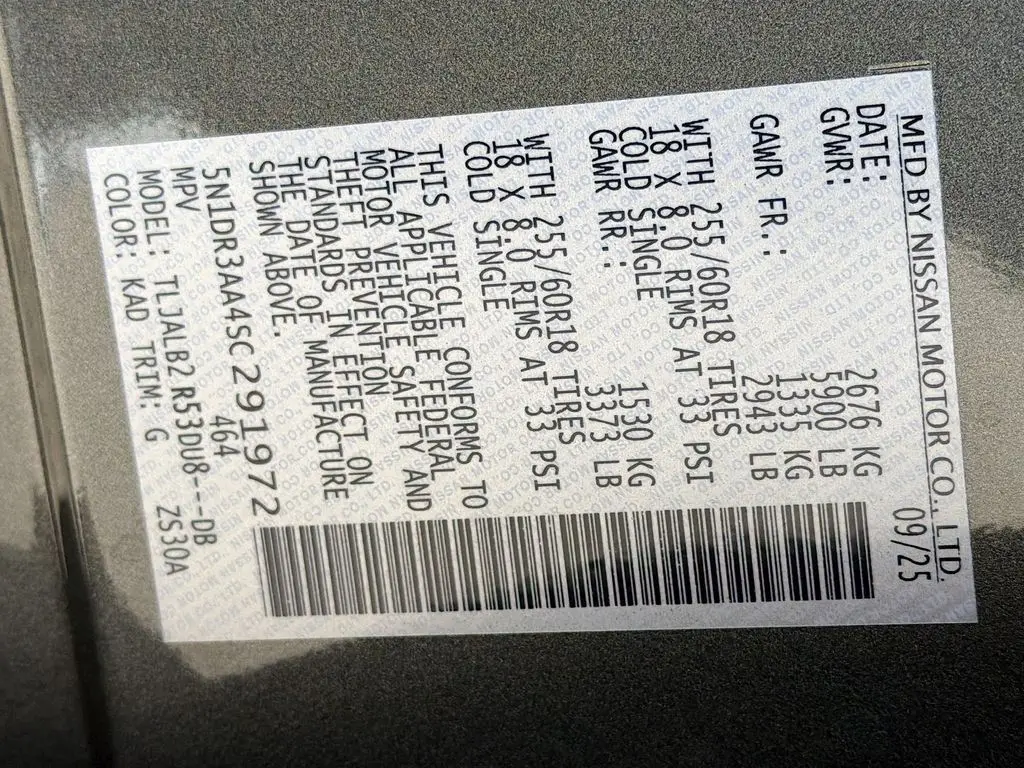 MFD BY NISSAN MOTOR CO., LTD.
DATE: 09/25
GVWR: 2676 KG
5900 LB
GAWR FR.: 1335 KG
2943 LB
WITH 255/60R18 TIRES
18 X 8.0 RIMS AT 33 PSI
COLD SINGLE
GAWR RR.: 1530 KG
3373 LB
WITH 255/60R18 TIRES
18 X 8.0 RIMS AT 33 PSI
COLD SINGLE
THIS VEHICLE CONFORMS TO
ALL APPLICABLE FEDERAL
MOTOR VEHICLE SAFETY AND
THEFT PREVENTION
STANDARDS IN EFFECT ON
THE DATE OF MANUFACTURE
SHOWN ABOVE.
5N1DR3AA4SC291972
MPV 464
MODEL: TLJALB2 R53DU8---DB
COLOR: KAD TRIM: G ZS30A